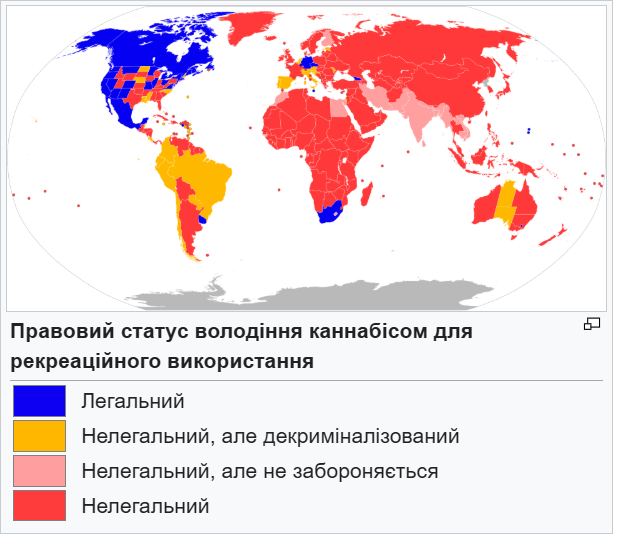 Правовий статус володіння каннабісом для
рекреаційного використання
Легальний
Нелегальний, але декриміналізований
Нелегальний, але не забороняється
Нелегальний